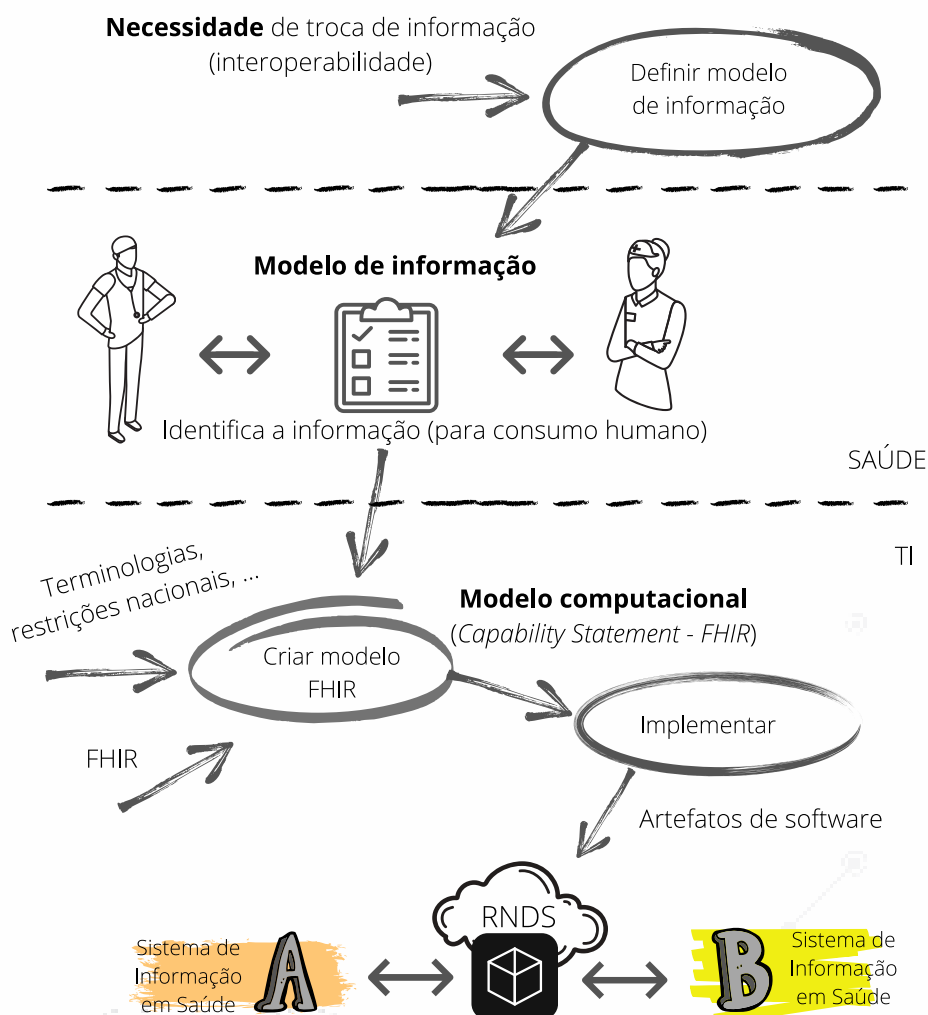 Necessidade de troca de informação
(interoperabilidade)
Definir modelo
de informação
Modelo de informação
Identifica a informação (para consumo humano)
SAÚDE
TI
Terminologias,
restrições nacionais, ...
Modelo computacional
(Capability Statement - FHIR)
Criar modelo
FHIR
Implementar
FHIR
Artefatos de software
RNDS
Sistema de
Informação
em Saúde
A
B
Sistema de
Informação
em Saúde